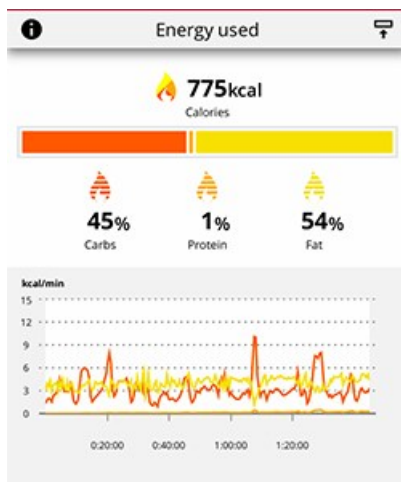 Energy used
775kcal
Calories
45% 1% 54%
Carbs Protein Fat
kcal/min
15
12
9
6
3
0
0:20:00 0:40:00 1:00:00 1:20:00